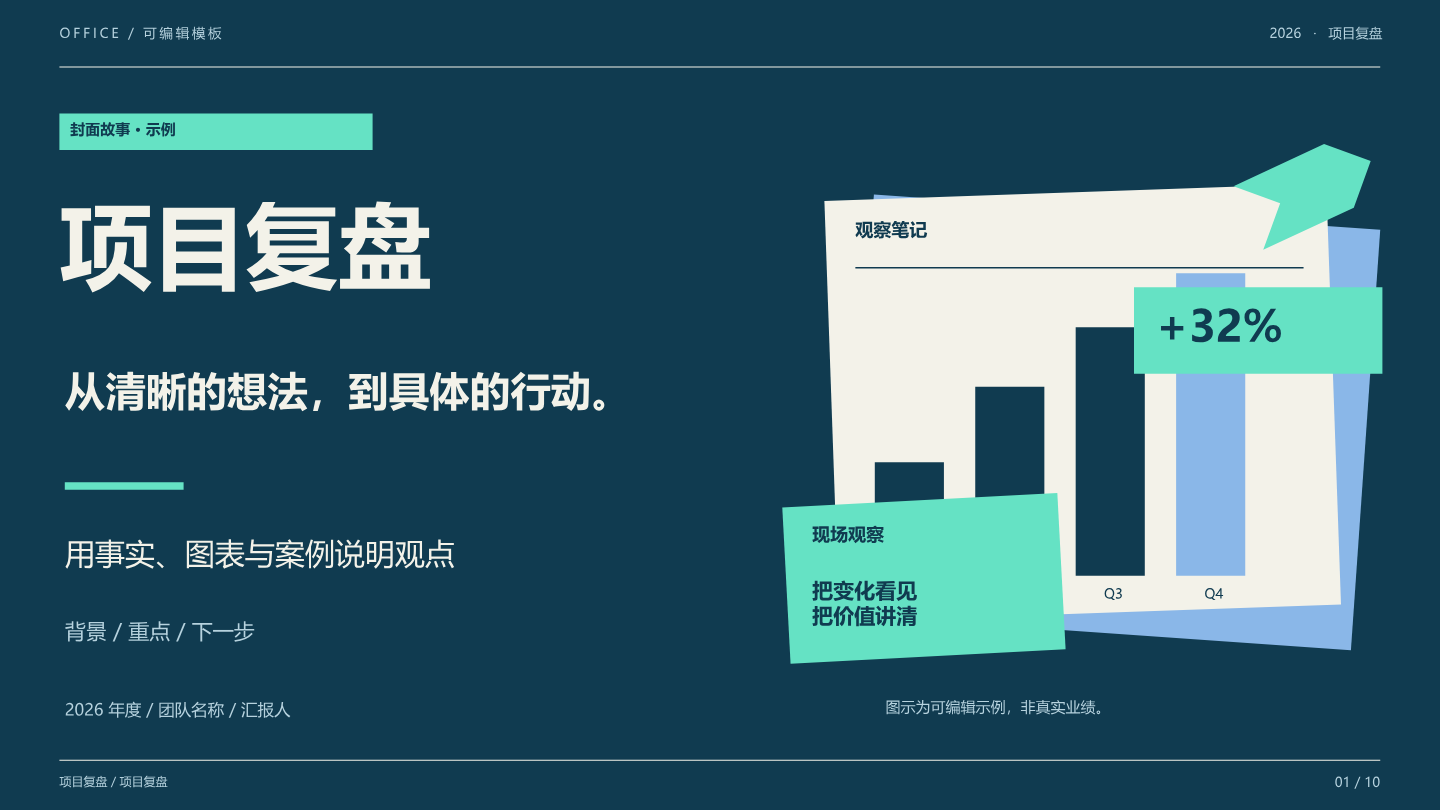 OFFICE / 可编辑模板
2026 · 项目复盘
封面故事·示例
项目复盘
从清晰的想法，到具体的行动。
用事实、图表与案例说明观点
背景 / 重点 / 下一步
2026 年度 / 团队名称 / 汇报人
观察笔记
+32%
现场观察
把变化看见
把价值讲清
Q3
Q4
图示为可编辑示例，非真实业绩。
项目复盘 / 项目复盘
01 / 10